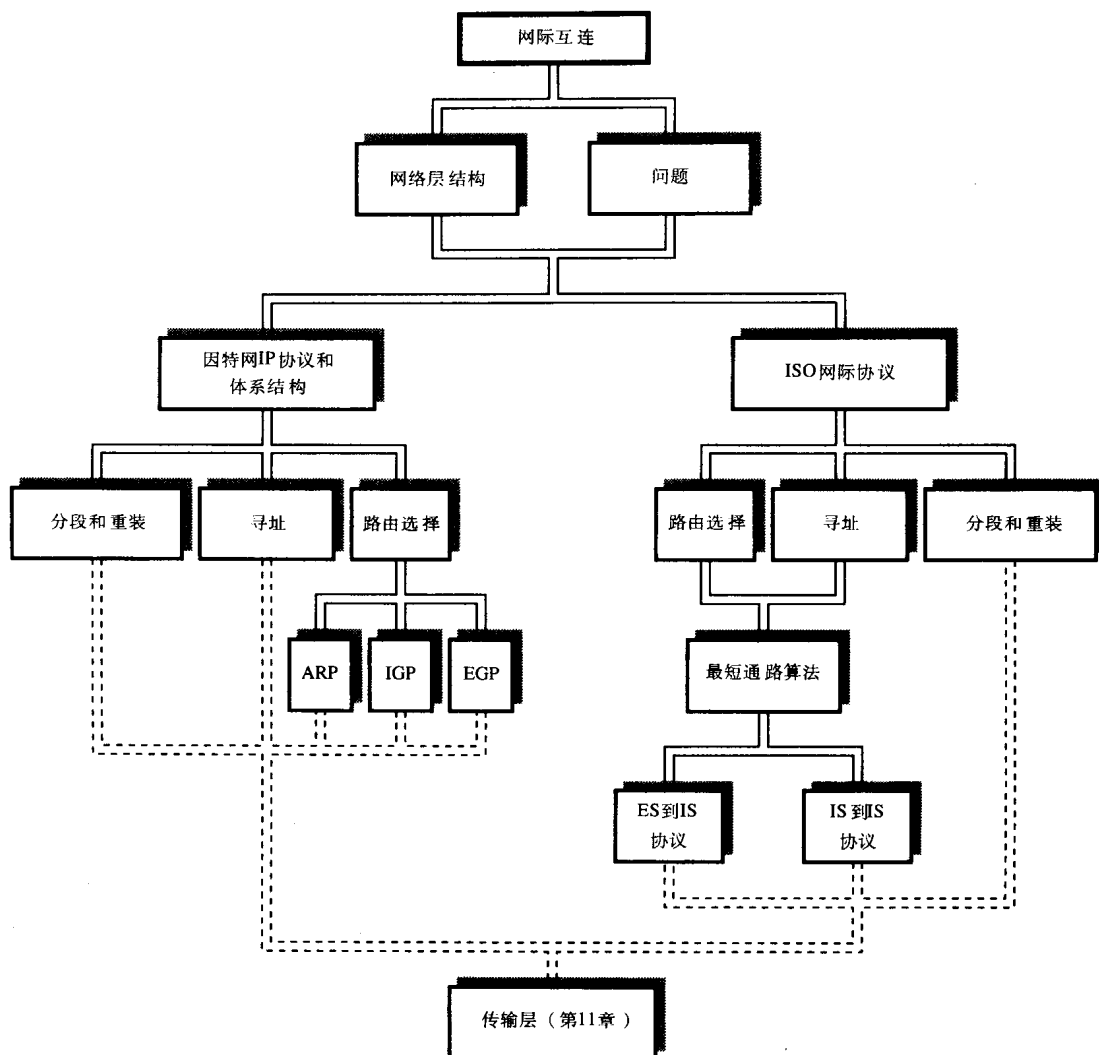 网际互连
网络层结构
问题
因特网IP协议和
体系结构
ISO网际协议
分段和重装
寻址
路由选择
路由选择
寻址
分段和重装
ARP
IGP
EGP
最短通路算法
ES到IS
协议
IS到IS
协议
传输层（第11章）